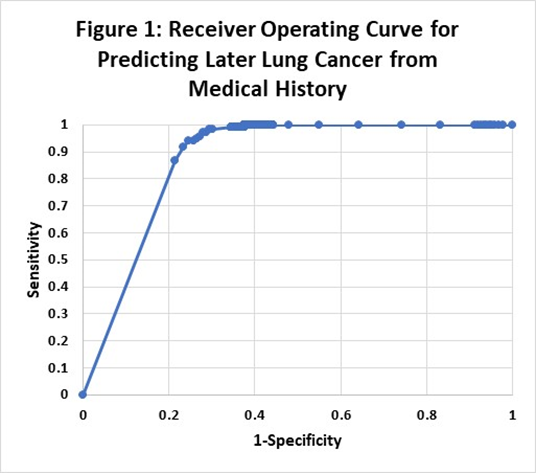 Figure 1: Receiver Operating Curve for
Predicting Later Lung Cancer from
Medical History
1
0.9
0.8
0.7
0.6
0.5
0.4
0.3
0.2
0.1
0
Sensitivity
0 0.2 0.4 0.6 0.8 1
1-Specificity